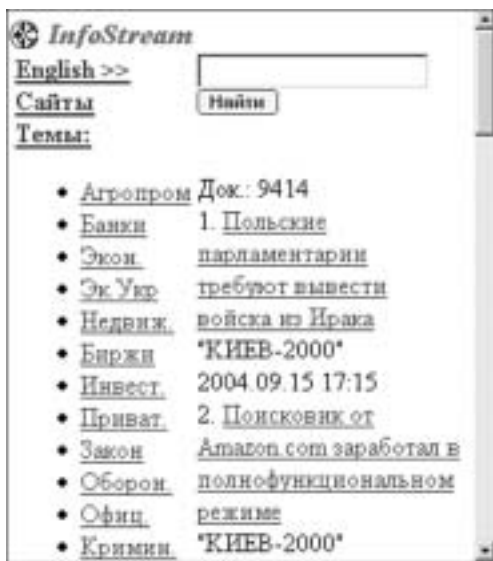 InfoStream
English >>
Сайты
Найти
Темы:
Агропром
Банки
Экон.
Эк.Укр
Недвиж.
Биржи
Инвест.
Приват.
Закон
Оборон.
Офиц.
Кримин.
Док.: 9414
1. Польские
парламентарии
требуют вывести
войска из Ирака
"КИЕВ-2000"
2004.09.15 17:15
2. Поисковик от
Amazon.com заработал в
полнофункциональном
режиме
"КИЕВ-2000"